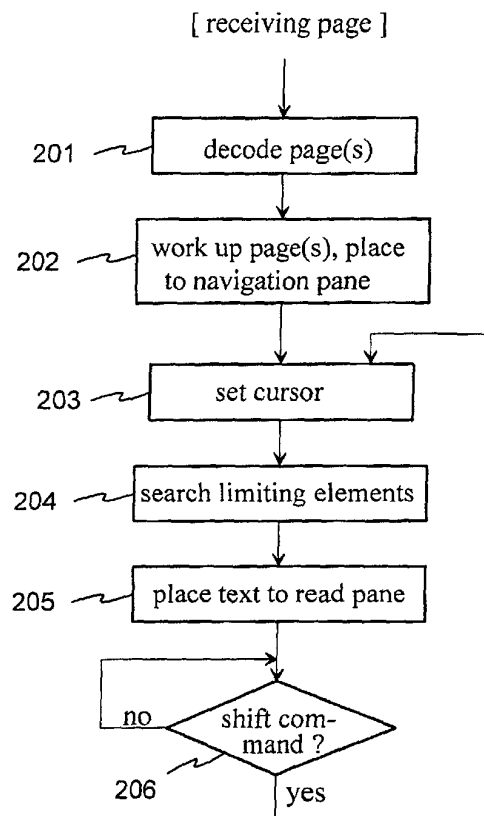 [ receiving page ]
201
decode page(s)
202
work up page(s), place
to navigation pane
203
set cursor
204
search limiting elements
205
place text to read pane
no
shift com-
mand ?
206
yes